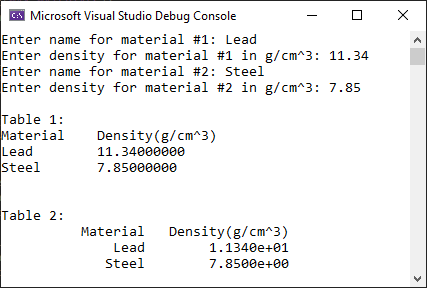 Microsoft Visual Studio Debug Console
Enter name for material #1: Lead
Enter density for material #1 in g/cm^3: 11.34
Enter name for material #2: Steel
Enter density for material #2 in g/cm^3: 7.85
Table 1:
Material    Density(g/cm^3)
Lead        11.34000000
Steel       7.85000000
Table 2:
          Material   Density(g/cm^3)
              Lead        1.1340e+01
             Steel        7.8500e+00